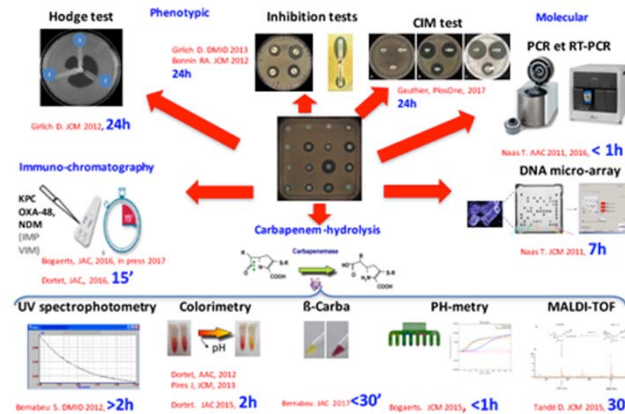 Hodge test
Phenotypic
Inhibition tests
CIM test
Molecular
Girlich D. DMID 2013
Bonnin RA. JCM 2012
24h
PCR et RT-PCR
Gauthier, PlosOne, 2017
24h
Girlich D. JCM 2012, 24h
Naas T. AAC 2011, 2016, < 1h
Immuno-chromatography
DNA micro-array
KPC
OXA-48,
NDM
(IMP
VIM)
15'
Bogaerts, JAC, 2016, in press 2017
Dortet, JAC,, 2016, 15'
Carbapenem-hydrolysis
Carbapenemase
R
S-R
COOH
R
S-R
COOH
Naas T. JCM 2011, 7h
UV spectrophotometry
Colorimetry
ß-Carba
PH-metry
MALDI-TOF
pH
Dortet, AAC, 2012
Pires J, JCM, 2013
Bernabeu S. DMID 2012, >2h
Dortet. JAC 2015, 2h
Bernabeu. JAC 2017 <30'
Bogaerts. JCM 2015, <1h
Tandé D. JCM 2015, 30